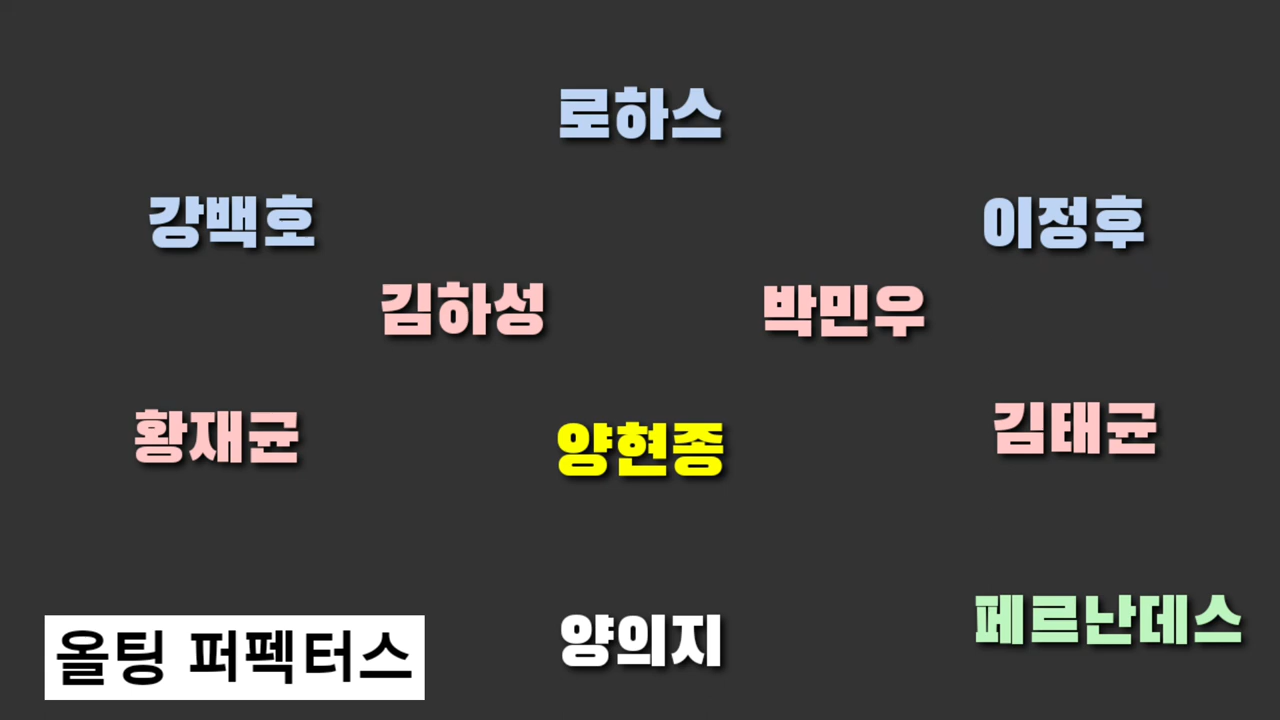 로하스
강백호
이정후
김하성
박민우
황재균
양현종
김태균
페르난데스
양의지
올팅 퍼펙터스